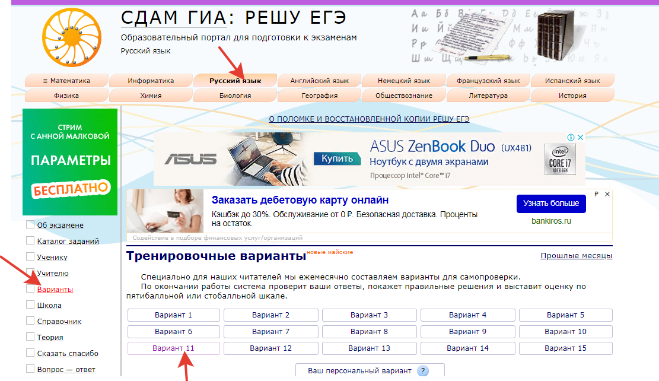 СДАМ ГИА: РЕШУ ЕГЭ
Образовательный портал для подготовки к экзаменам
Русский язык
≡ Математика Информатика Русский язык Английский язык Немецкий язык Французский язык Испанский язык
Физика Химия Биология География Обществознание Литература История
СТРИМ
С АННОЙ МАЛКОВОЙ
ПАРАМЕТРЫ
БЕСПЛАТНО
Об экзамене
Каталог заданий
Ученику
Учителю
Варианты
Школа
Справочник
Теория
Сказать спасибо
Вопрос — ответ
О ПОЛОМКЕ И ВОССТАНОВЛЕННОЙ КОПИИ РЕШУ ЕГЭ
ASUS
Купить
ASUS ZenBook Duo (UX481)
Ноутбук с двумя экранами
Процессор Intel® Core™ i7
CORE i7
Заказать дебетовую карту онлайн
Кэшбэк до 30%. Обслуживание от 0 ₽. Безопасная доставка. Проценты
на остаток.
Содействие в подборе финансовых услуг/организаций
Узнать больше
bankiros.ru
Тренировочные варианты новые майские
Прошлые месяцы
Специально для наших читателей мы ежемесячно составляем варианты для самопроверки.
По окончании работы система проверит ваши ответы, покажет правильные решения и выставит оценку по
пятибалльной или стобалльной шкале.
Вариант 1 Вариант 2 Вариант 3 Вариант 4 Вариант 5
Вариант 6 Вариант 7 Вариант 8 Вариант 9 Вариант 10
Вариант 11 Вариант 12 Вариант 13 Вариант 14 Вариант 15
Ваш персональный вариант ?